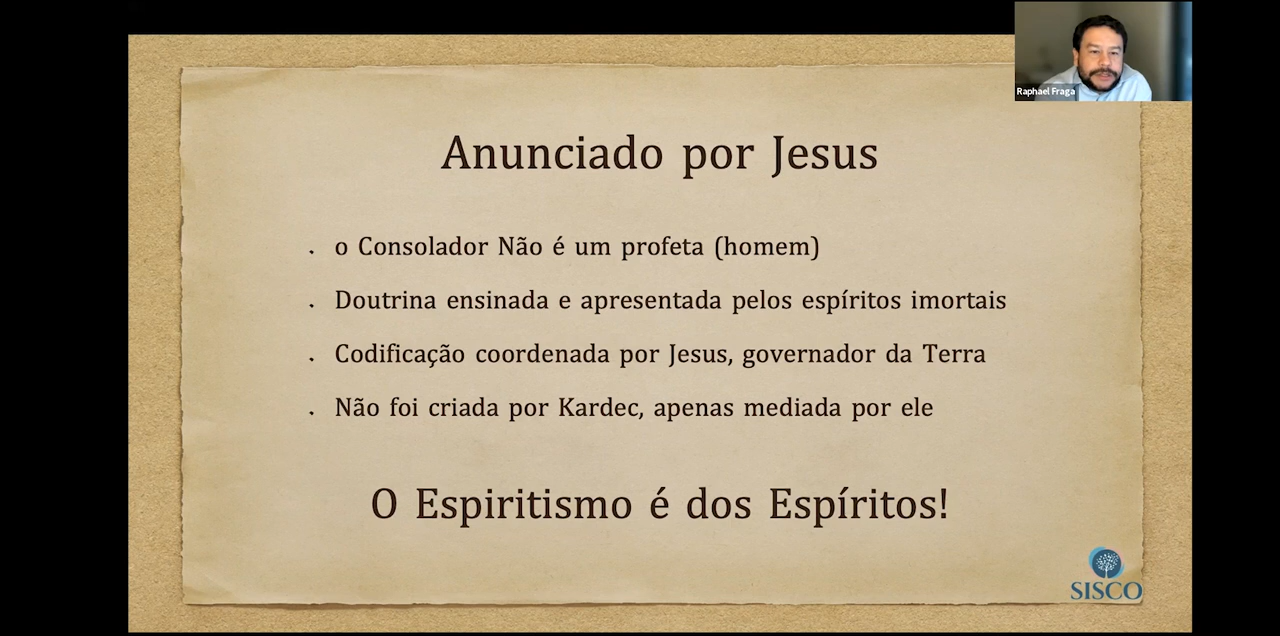 Raphael Fraga
Anunciado por Jesus
. o Consolador Não é um profeta (homem)
. Doutrina ensinada e apresentada pelos espíritos imortais
. Codificação coordenada por Jesus, governador da Terra
. Não foi criada por Kardec, apenas mediada por ele
O Espiritismo é dos Espíritos!
SISCO